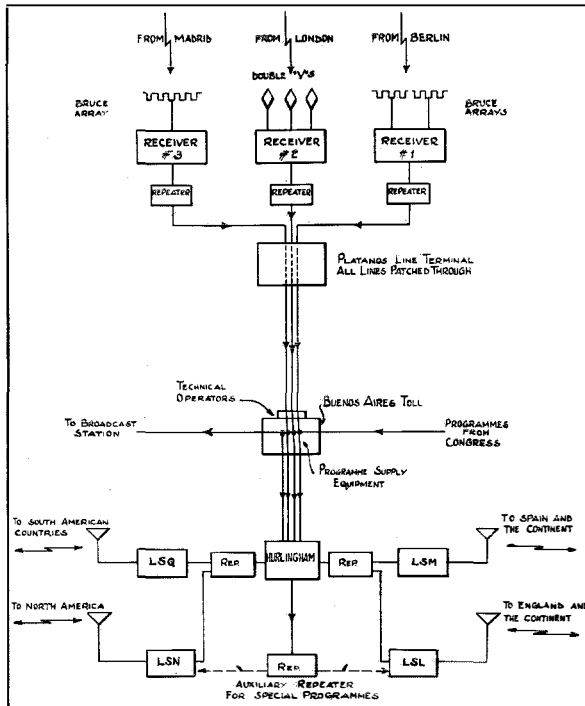 FROM MADRID
FROM LONDON
FROM BERLIN
DOUBLE "V"S
BRUCE
ARRAY
BRUCE
ARRAYS
RECEIVER
#3
RECEIVER
#2
RECEIVER
#1
REPEATER
REPEATER
REPEATER
PLATANOS LINE TERMINAL
ALL LINES PATCHED THROUGH
TECHNICAL
OPERATORS
BUENOS AIRES TOLL
TO BROADCAST
STATION
PROGRAMMES
FROM
CONGRESS
PROGRAMME SUPPLY
EQUIPMENT
TO SOUTH AMERICAN
COUNTRIES
TO SPAIN AND
THE CONTINENT
LSQ
REP.
HURLINGHAM
REP.
LSM
TO NORTH AMERICA
TO ENGLAND AND
THE CONTINENT
LSN
REP.
LSL
AUXILIARY REPEATER
FOR SPECIAL PROGRAMMES